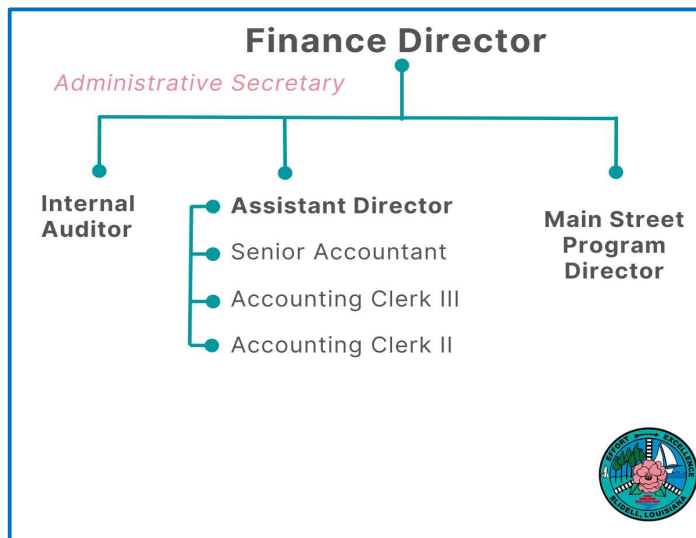 Finance Director
Administrative Secretary
Internal
Auditor
Assistant Director
Senior Accountant
Accounting Clerk III
Accounting Clerk II
Main Street
Program
Director
EFFORT EXCELLENCE
SLIDELL, LOUISIANA